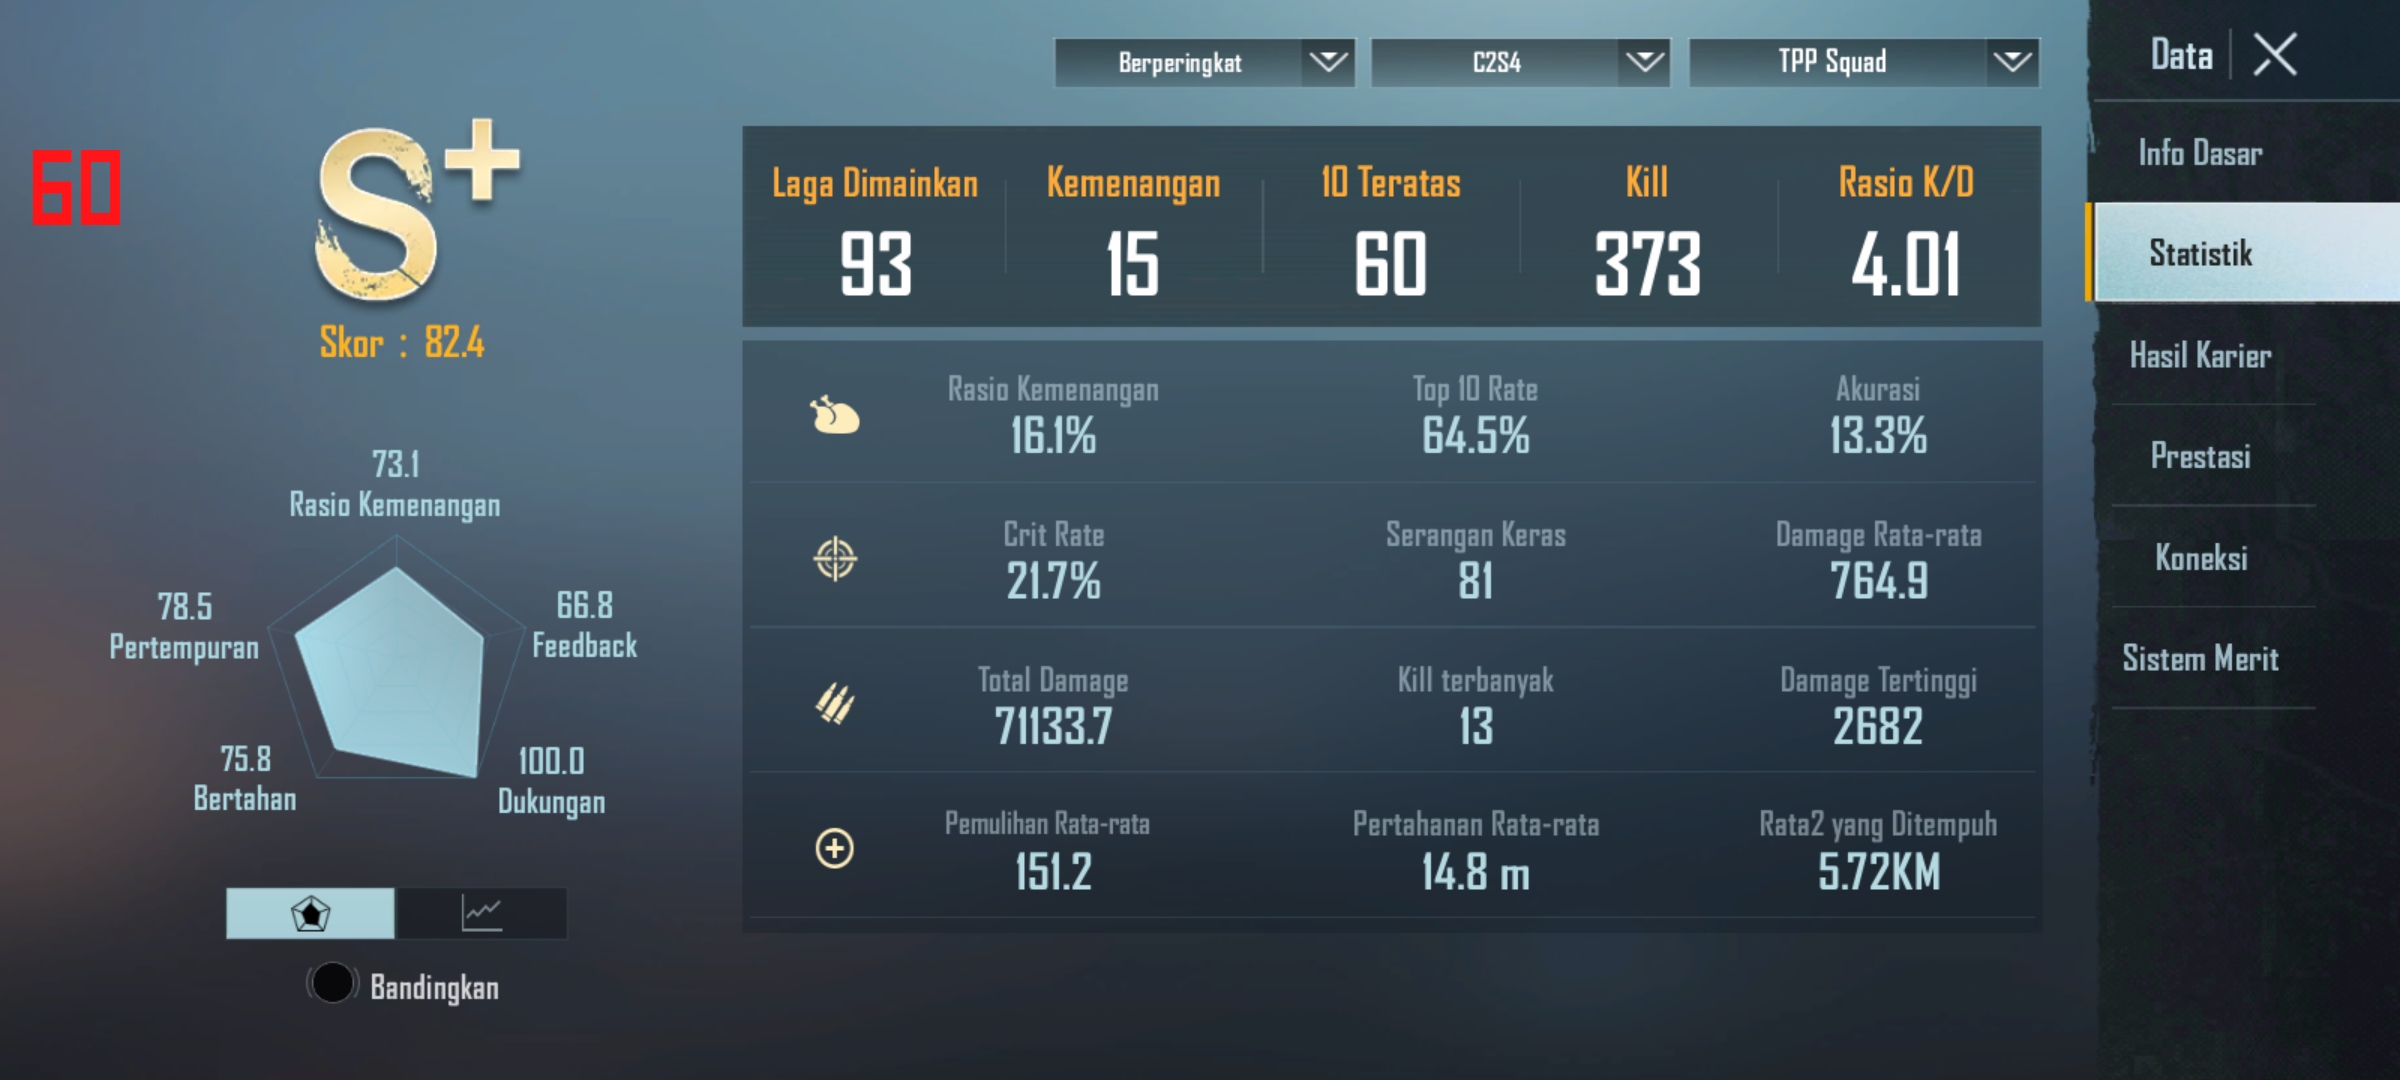 Berperingkat
C2S4
TPP Squad
Data
60
S+
Skor : 82.4
73.1
Rasio Kemenangan
78.5
Pertempuran
66.8
Feedback
75.8
Bertahan
100.0
Dukungan
Bandingkan
Laga Dimainkan
93
Kemenangan
15
10 Teratas
60
Kill
373
Rasio K/D
4.01
Rasio Kemenangan
16.1%
Top 10 Rate
64.5%
Akurasi
13.3%
Crit Rate
21.7%
Serangan Keras
81
Damage Rata-rata
764.9
Total Damage
71133.7
Kill terbanyak
13
Damage Tertinggi
2682
Pemulihan Rata-rata
151.2
Pertahanan Rata-rata
14.8 m
Rata2 yang Ditempuh
5.72KM
Info Dasar
Statistik
Hasil Karier
Prestasi
Koneksi
Sistem Merit